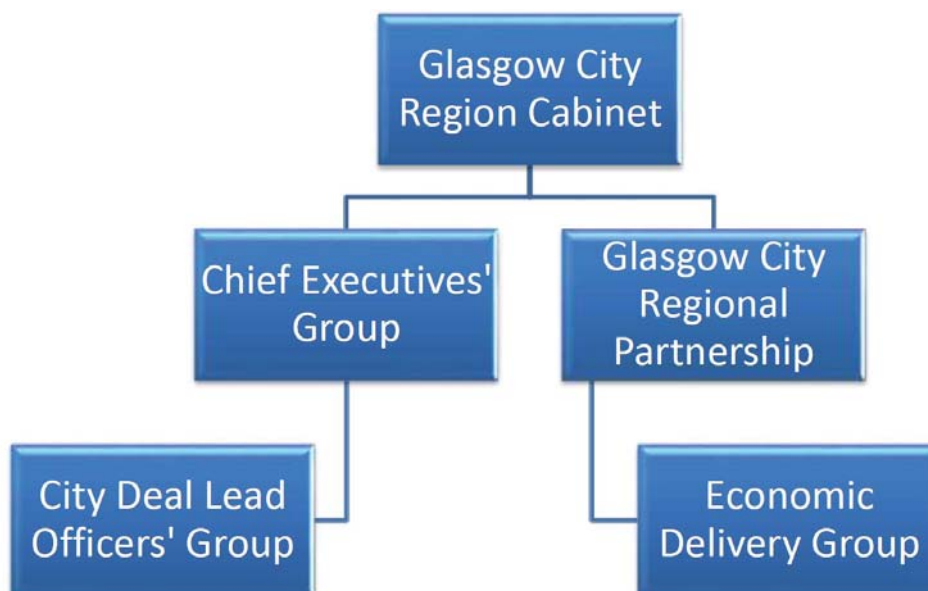 Glasgow City
Region Cabinet
Chief Executives'
Group
Glasgow City
Regional
Partnership
City Deal Lead
Officers' Group
Economic
Delivery Group